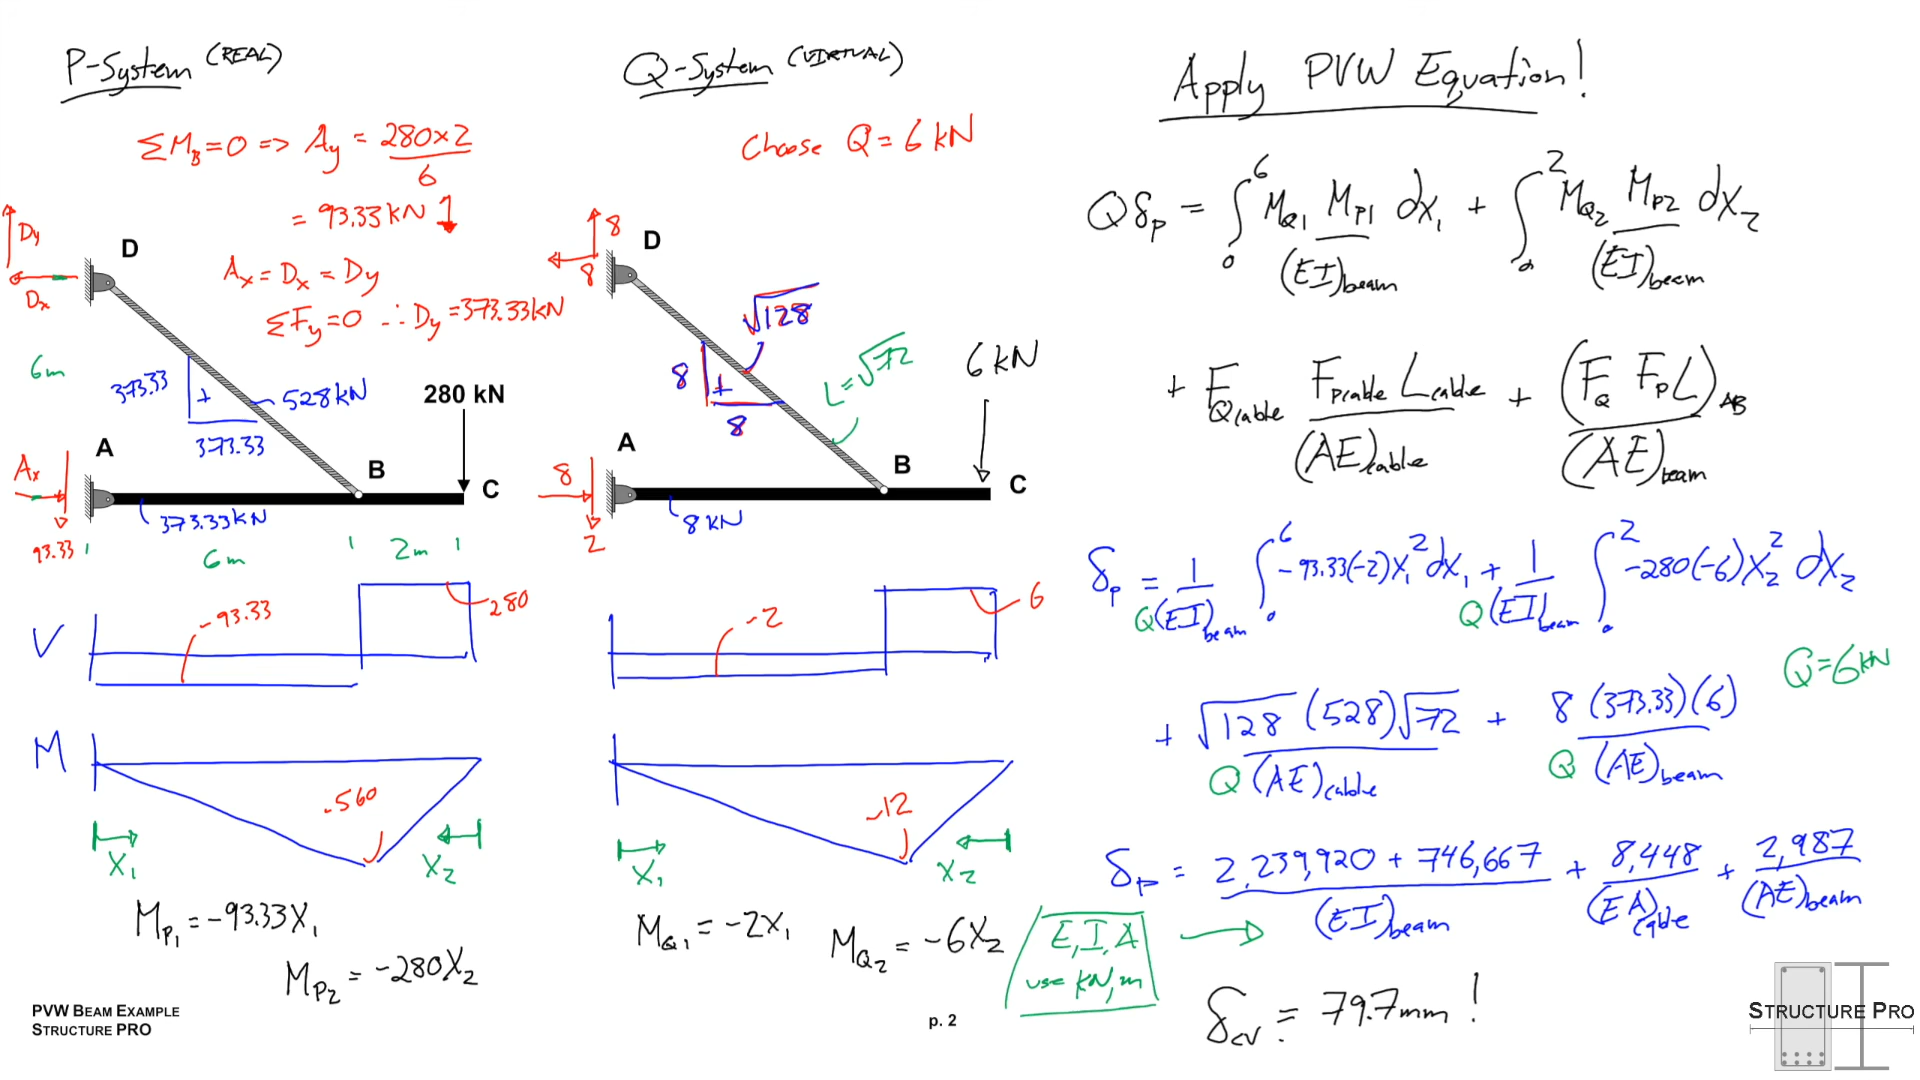 P-System (REAL)
ΣM_B = 0 => A_y = 280×2 / 6
= 93.33 kN ↓
A_x = D_x = D_y
ΣF_y = 0 ∴ D_y = 373.33 kN
D_y
D_x
D
6m
373.33
+
528 kN
373.33
280 kN
A
B
C
A_x
93.33
373.33 kN
6m
2m
V
-93.33
280
M
-560
X_1
X_2
M_P1 = -93.33X_1
M_P2 = -280X_2
PVW BEAM EXAMPLE
STRUCTURE PRO
Q-System (VIRTUAL)
Choose Q = 6 kN
8
8
D
√128
8
+
8
L = √72
6 kN
A
B
C
8
2
8 kN
-2
6
-12
X_1
X_2
M_Q1 = -2X_1
M_Q2 = -6X_2
p. 2
Apply PVW Equation!
Qδ_P = ∫_0^6 M_Q1 M_P1 / (EI)_beam dx_1 + ∫_0^2 M_Q2 M_P2 / (EI)_beam dx_2
+ F_Qcable F_Pcable L_cable / (AE)_cable + (F_Q F_P L)_AB / (AE)_beam
δ_P = 1 / Q(EI)_beam ∫_0^6 -93.33(-2)X_1^2 dx_1 + 1 / Q(EI)_beam ∫_0^2 -280(-6)X_2^2 dX_2
Q = 6 kN
+ √128 (528)√72 / Q (AE)_cable + 8 (373.33)(6) / Q (AE)_beam
δ_P = 2,239,920 + 746,667 / (EI)_beam + 8,448 / (EA)_cable + 2,987 / (AE)_beam
E, I, A
use kN, m
δ_cv = 79.7mm !
STRUCTURE PRO